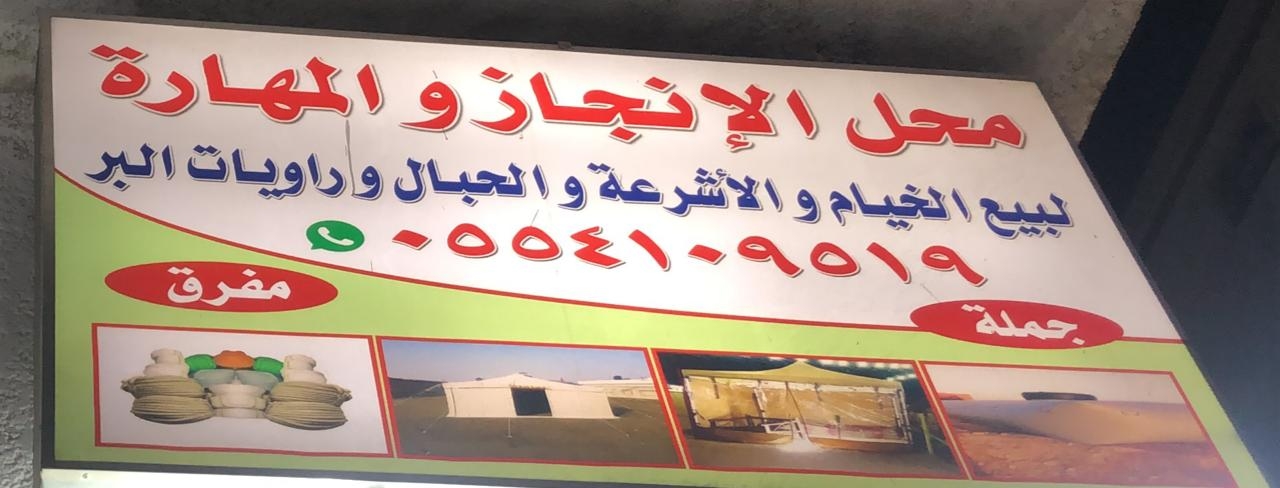 محل الإنجاز و المهارة
لبيع الخيام و الأشرعة و الحبال و راويات البر
٠٥٥٤١٠٩٥١٩
جملة
مفرق